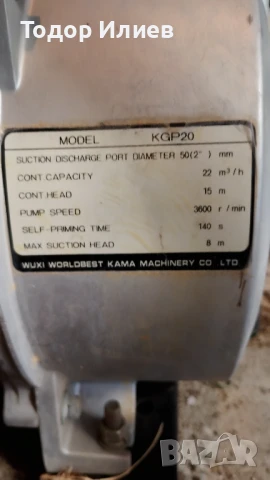 Тодор Илиев
MODEL KGP20
SUCTION DISCHARGE PORT DIAMETER 50(2") mm
CONT. CAPACITY 22 m³/h
CONT. HEAD 15 m
PUMP SPEED 3600 r/min
SELF-PRIMING TIME 140 s
MAX SUCTION HEAD 8 m
WUXI WORLDBEST KAMA MACHINERY CO LTD
BAZAR